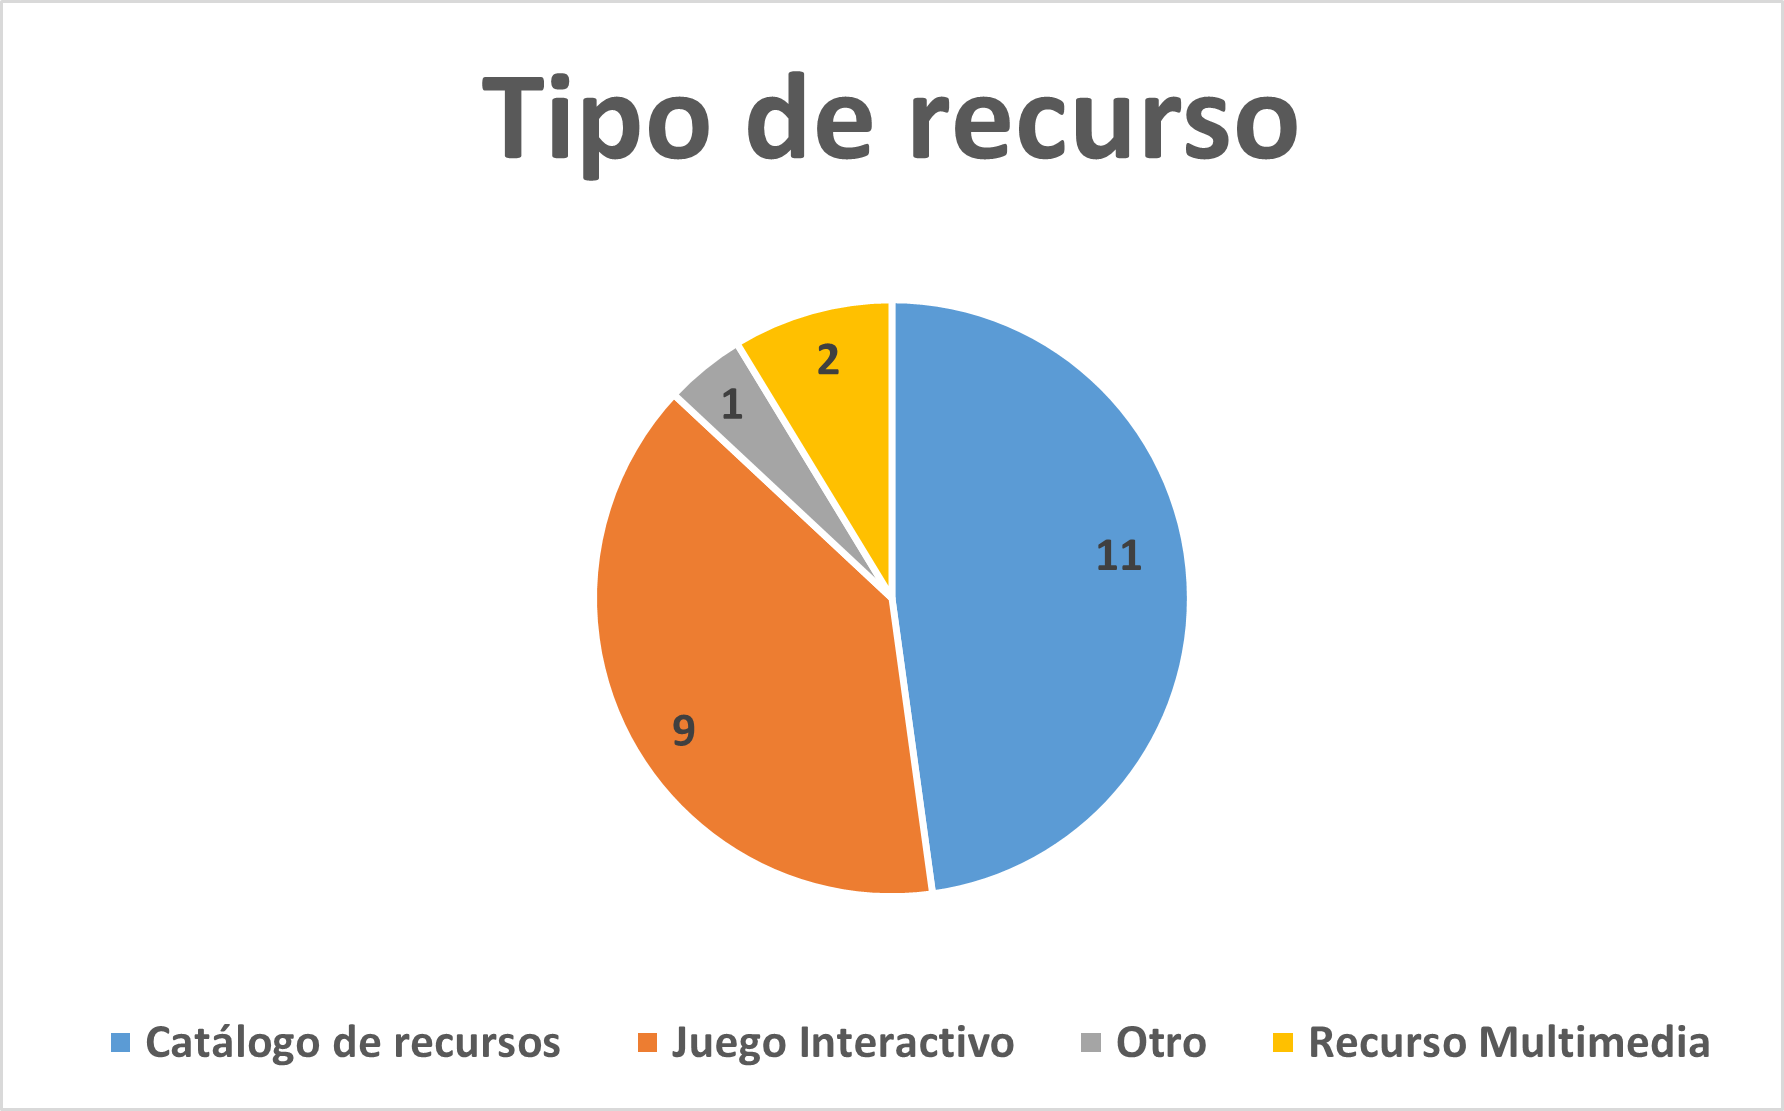 Tipo de recurso
2
1
11
9
Catálogo de recursos
Juego Interactivo
Otro
Recurso Multimedia